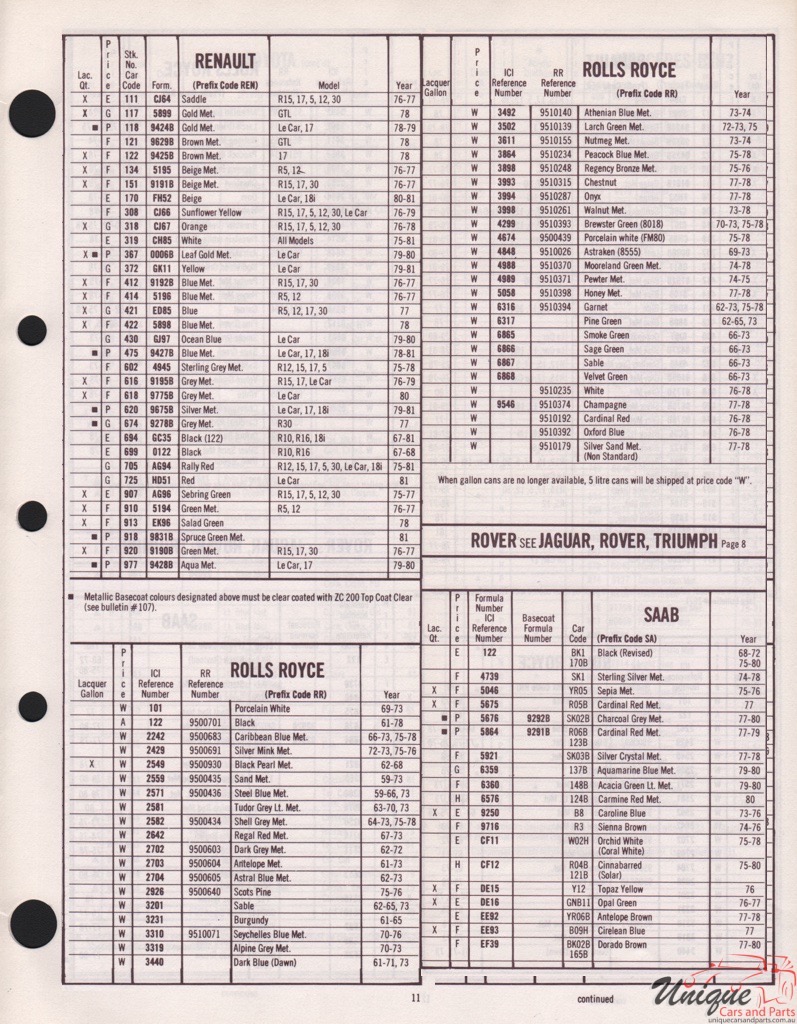 RENAULT
(Prefix Code REN)
Lac. Qt. Price Stk. No. Car Code Form. Model Year
X E 111 CJ64 Saddle R15, 17, 5, 12, 30 76-77
X G 117 5899 Gold Met. GTL 78
■ P 118 9424B Gold Met. Le Car, 17 78-79
F 121 9629B Brown Met. GTL 78
X F 122 9425B Brown Met. 17 78
X F 134 5195 Beige Met. R5, 12 76-77
X F 151 9191B Beige Met. R15, 17, 30 76-77
E 170 FH52 Beige Le Car, 18i 80-81
F 308 CJ66 Sunflower Yellow R15, 17, 5, 12, 30, Le Car 76-79
X G 318 CJ67 Orange R15, 17, 5, 12, 30 76-77
E 319 CH85 White All Models 75-81
X ■ P 367 0006B Leaf Gold Met. Le Car 79-80
G 372 GK11 Yellow Le Car 79-81
X F 412 9192B Blue Met. R15, 17, 30 76-77
X F 414 5196 Blue Met. R5, 12 76-77
X G 421 ED85 Blue R5, 12, 17, 30 77
X F 422 5898 Blue Met. 78
G 430 GJ97 Ocean Blue Le Car 79-80
■ P 475 9427B Blue Met. Le Car, 17, 18i 78-81
F 602 4945 Sterling Grey Met. R12, 15, 17, 5 75-78
X F 616 9195B Grey Met. R15, 17, Le Car 76-79
X F 618 9775B Grey Met. Le Car 80
■ P 620 9675B Silver Met. Le Car, 17, 18i 79-81
■ G 674 9278B Grey Met. R30 77
E 694 GC35 Black (122) R10, R16, 18i 67-81
E 699 0122 Black R10, R16 67-68
G 705 AG94 Rally Red R12, 15, 17, 5, 30, Le Car, 18i 75-81
G 725 HD51 Red Le Car 81
X E 907 AG96 Sebring Green R15, 17, 5, 12, 30 75-77
X F 910 5194 Green Met. R5, 12 76-77
X F 913 EK96 Salad Green 78
■ P 918 9831B Spruce Green Met. 81
X F 920 9190B Green Met. R15, 17, 30 76-77
■ P 977 9428B Aqua Met. Le Car, 17 79-80
■ Metallic Basecoat colours designated above must be clear coated with ZC 200 Top Coat Clear
(see bulletin #107).
ROLLS ROYCE
(Prefix Code RR)
Lacquer Gallon Price ICI Reference Number RR Reference Number Year
W 101 Porcelain White 69-73
A 122 9500701 Black 61-78
W 2242 9500683 Caribbean Blue Met. 66-73, 75-78
W 2429 9500691 Silver Mink Met. 72-73, 75-76
X W 2549 9500930 Black Pearl Met. 62-68
W 2559 9500435 Sand Met. 59-73
W 2571 9500436 Steel Blue Met. 59-66, 73
W 2581 Tudor Grey Lt. Met. 63-70, 73
W 2582 9500434 Shell Grey Met. 64-73, 75-78
W 2642 Regal Red Met. 67-73
W 2702 9500603 Dark Grey Met. 62-72
W 2703 9500604 Antelope Met. 61-73
W 2704 9500605 Astral Blue Met. 62-73
W 2926 9500640 Scots Pine 75-76
W 3201 Sable 62-65, 73
W 3231 Burgundy 61-65
W 3310 9510071 Seychelles Blue Met. 70-76
W 3319 Alpine Grey Met. 70-73
W 3440 Dark Blue (Dawn) 61-71, 73
ROLLS ROYCE
(Prefix Code RR)
Lacquer Gallon Price ICI Reference Number RR Reference Number Year
W 3492 9510140 Athenian Blue Met. 73-74
W 3502 9510139 Larch Green Met. 72-73, 75
W 3611 9510155 Nutmeg Met. 73-74
W 3864 9510234 Peacock Blue Met. 75-78
W 3898 9510248 Regency Bronze Met. 75-76
W 3993 9510315 Chestnut 77-78
W 3994 9510287 Onyx 77-78
W 3998 9510261 Walnut Met. 73-78
W 4299 9510393 Brewster Green (8018) 70-73, 75-78
W 4674 9500439 Porcelain white (FM80) 75-78
W 4848 9510026 Astraken (8555) 69-73
W 4988 9510370 Mooreland Green Met. 74-78
W 4989 9510371 Pewter Met. 74-75
W 5058 9510398 Honey Met. 77-78
W 6316 9510394 Garnet 62-73, 75-78
W 6317 Pine Green 62-65, 73
W 6865 Smoke Green 66-73
W 6866 Sage Green 66-73
W 6867 Sable 66-73
W 6868 Velvet Green 66-73
W 9510235 White 76-78
W 9546 9510374 Champagne 77-78
W 9510192 Cardinal Red 76-78
W 9510392 Oxford Blue 76-78
W 9510179 Silver Sand Met. 77-78
(Non Standard)
When gallon cans are no longer available, 5 litre cans will be shipped at price code "W".
ROVER SEE JAGUAR, ROVER, TRIUMPH Page 8
SAAB
(Prefix Code SA)
Lac. Qt. Price Formula Number ICI Reference Number Basecoat Formula Number Car Code Year
E 122 BK1 Black (Revised) 68-72
170B 75-80
F 4739 SK1 Sterling Silver Met. 74-78
X F 5046 YR05 Sepia Met. 75-76
X F 5675 R05B Cardinal Red Met. 77
■ P 5676 9292B SK02B Charcoal Grey Met. 77-80
■ P 5864 9291B R06B Cardinal Red Met. 77-79
123B
F 5921 SK03B Silver Crystal Met. 77-78
G 6359 137B Aquamarine Blue Met. 79-80
F 6360 148B Acacia Green Lt. Met. 79-80
H 6576 124B Carmine Red Met. 80
X E 9250 B8 Caroline Blue 73-76
F 9716 R3 Sienna Brown 74-76
E CF11 W02H Orchid White 75-78
(Coral White)
H CF12 R04B Cinnabarred 75-80
121B (Solar)
X F DE15 Y12 Topaz Yellow 76
X E DE16 GNB11 Opal Green 76-77
E EE92 YR06B Antelope Brown 77-78
X F EE93 B09H Cirelean Blue 77
F EF39 BK02B Dorado Brown 77-80
165B
11
continued
Unique
Cars and Parts
uniquecarsandparts.com.au